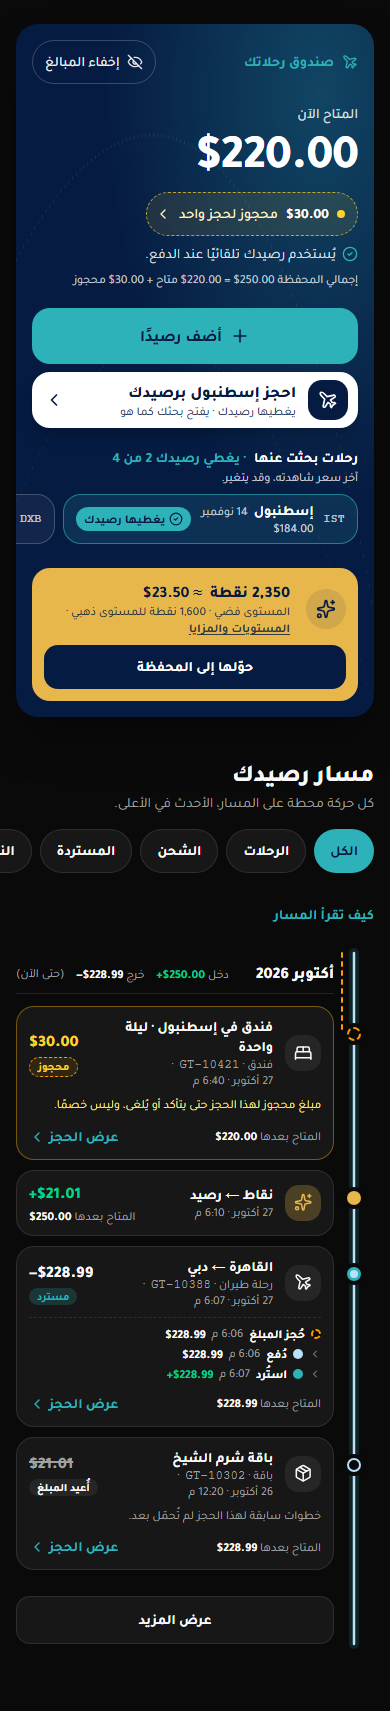 صندوق رحلاتك
إخفاء المبالغ
المتاح الآن
$220.00
$30.00 محجوز لحجز واحد
يُستخدم رصيدك تلقائيًا عند الدفع.
إجمالي المحفظة $250.00 = $220.00 متاح + $30.00 محجوز
أضف رصيدًا
احجز إسطنبول برصيدك
يغطيها رصيدك · يفتح بحثك كما هو
رحلات بحثت عنها · يغطي رصيدك 2 من 4
آخر سعر شاهدته، وقد يتغير.
IST إسطنبول 14 نوفمبر
$184.00
يغطيها رصيدك
DXB
2,350 نقطة ≈ $23.50
المستوى فضي · 1,600 نقطة للمستوى ذهبي ·
المستويات والمزايا
حوّلها إلى المحفظة
مسار رصيدك
كل حركة محطة على المسار، الأحدث في الأعلى.
الكل
الرحلات
الشحن
المستردة
كيف تقرأ المسار
أكتوبر 2026 دخل +$250.00 خرج −$228.99 (حتى الآن)
فندق في إسطنبول · ليلة
واحدة
فندق · GT-10421 ·
27 أكتوبر · 6:40 م
$30.00
محجوز
مبلغ محجوز لهذا الحجز حتى يتأكد أو يُلغى، وليس خصمًا.
المتاح بعدها $220.00
عرض الحجز
نقاط ← رصيد
27 أكتوبر · 6:10 م
+$21.01
المتاح بعدها $250.00
القاهرة ← دبي
رحلة طيران · GT-10388 ·
27 أكتوبر · 6:07 م
−$228.99
مسترد
حُجز المبلغ 6:06 م $228.99
دُفع 6:06 م $228.99
استُرد 6:07 م +$228.99
المتاح بعدها $228.99
عرض الحجز
باقة شرم الشيخ
باقة · GT-10302 ·
26 أكتوبر · 12:20 م
$21.01
أُعيد المبلغ
خطوات سابقة لهذا الحجز لم تُحمّل بعد.
المتاح بعدها $228.99
عرض الحجز
عرض المزيد